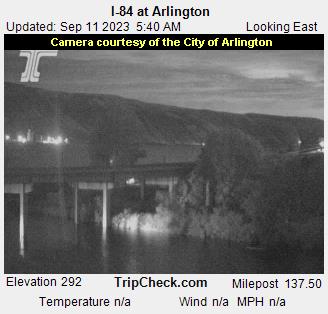 I-84 at Arlington
Updated: Sep 11 2023 5:40 AM Looking East
Camera courtesy of the City of Arlington
Elevation 292 TripCheck.com Milepost 137.50
Temperature n/a Wind n/a MPH n/a